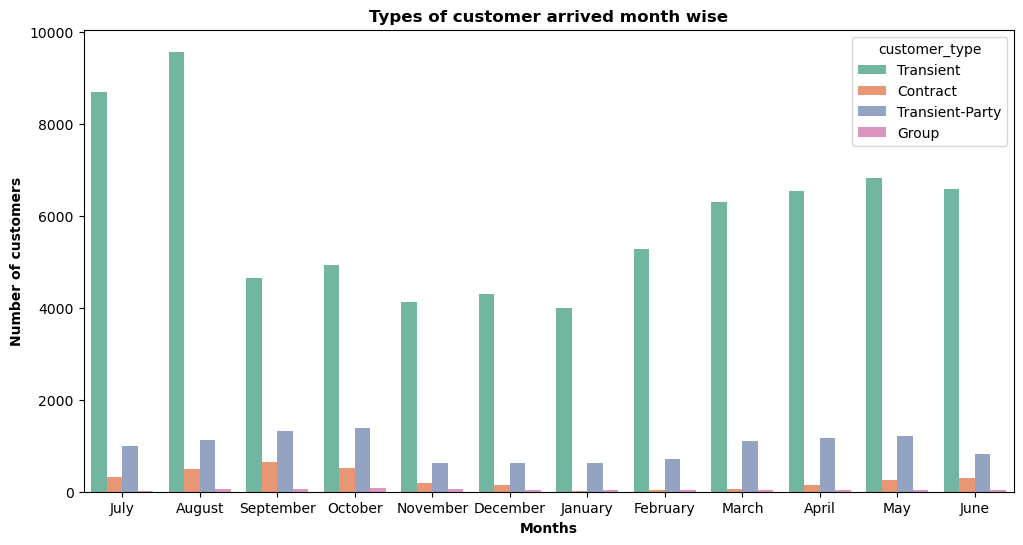 Types of customer arrived month wise
customer_type
Transient
Contract
Transient-Party
Group
Number of customers
10000
8000
6000
4000
2000
0
July August September October November December January February March April May June
Months